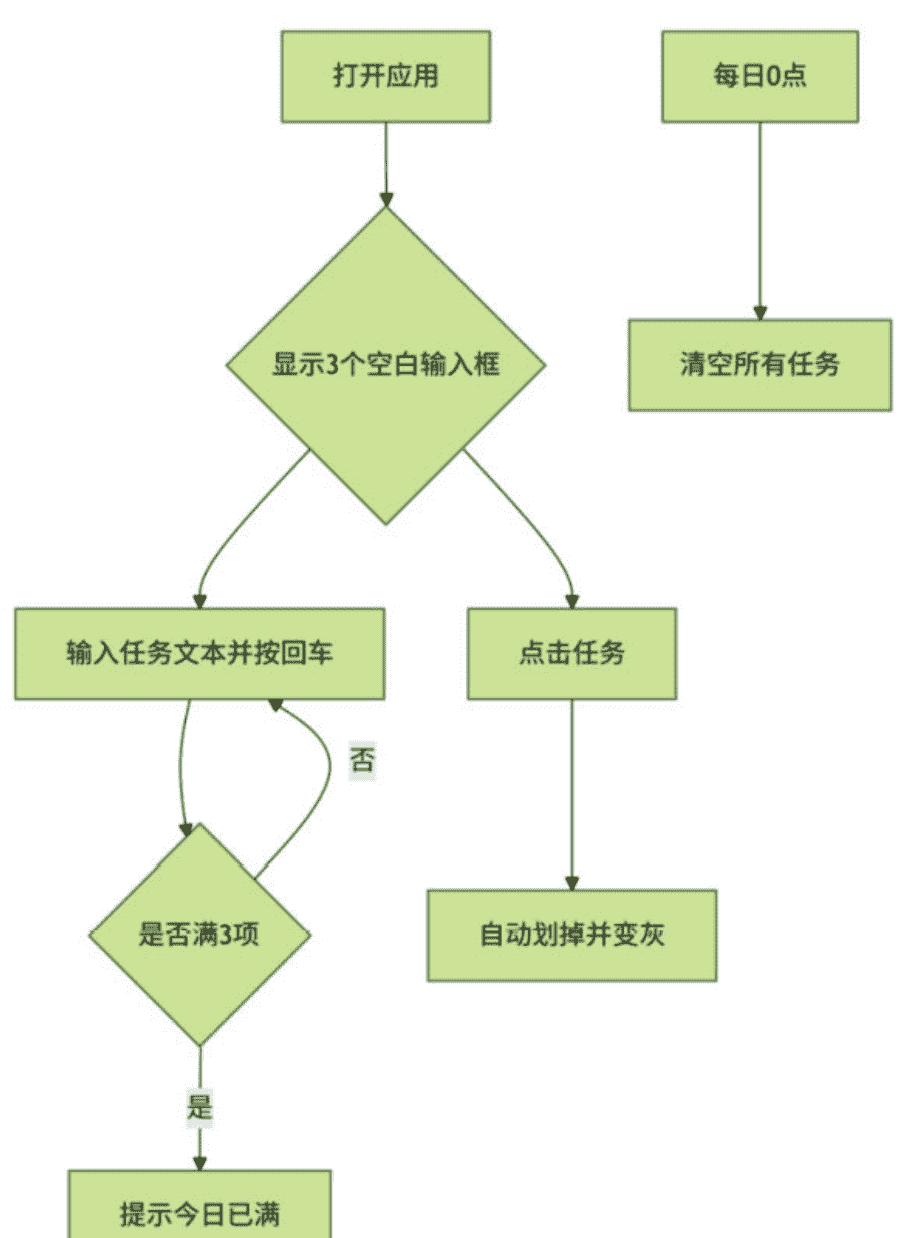 打开应用
每日0点
显示3个空白输入框
清空所有任务
输入任务文本并按回车
点击任务
否
是否满3项
自动划掉并变灰
是
提示今日已满